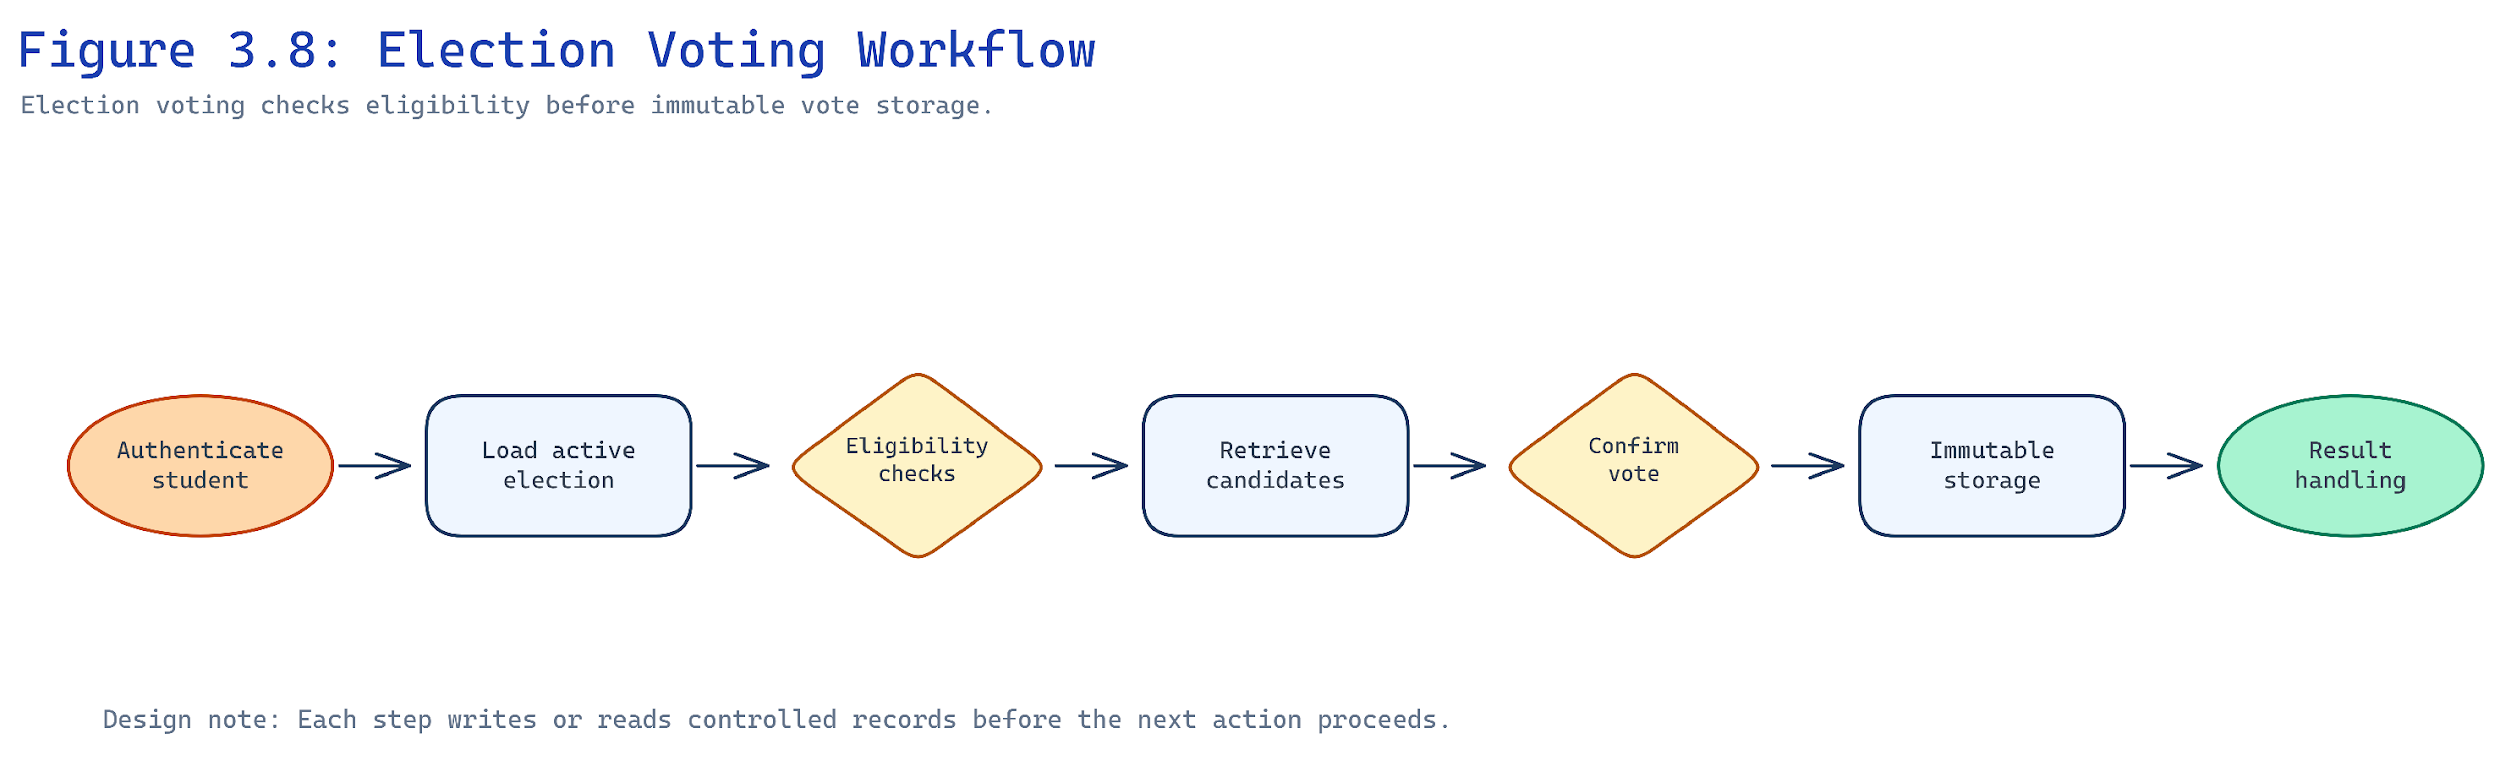 Figure 3.8: Election Voting Workflow
Election voting checks eligibility before immutable vote storage.
Authenticate
student
Load active
election
Eligibility
checks
Retrieve
candidates
Confirm
vote
Immutable
storage
Result
handling
Design note: Each step writes or reads controlled records before the next action proceeds.